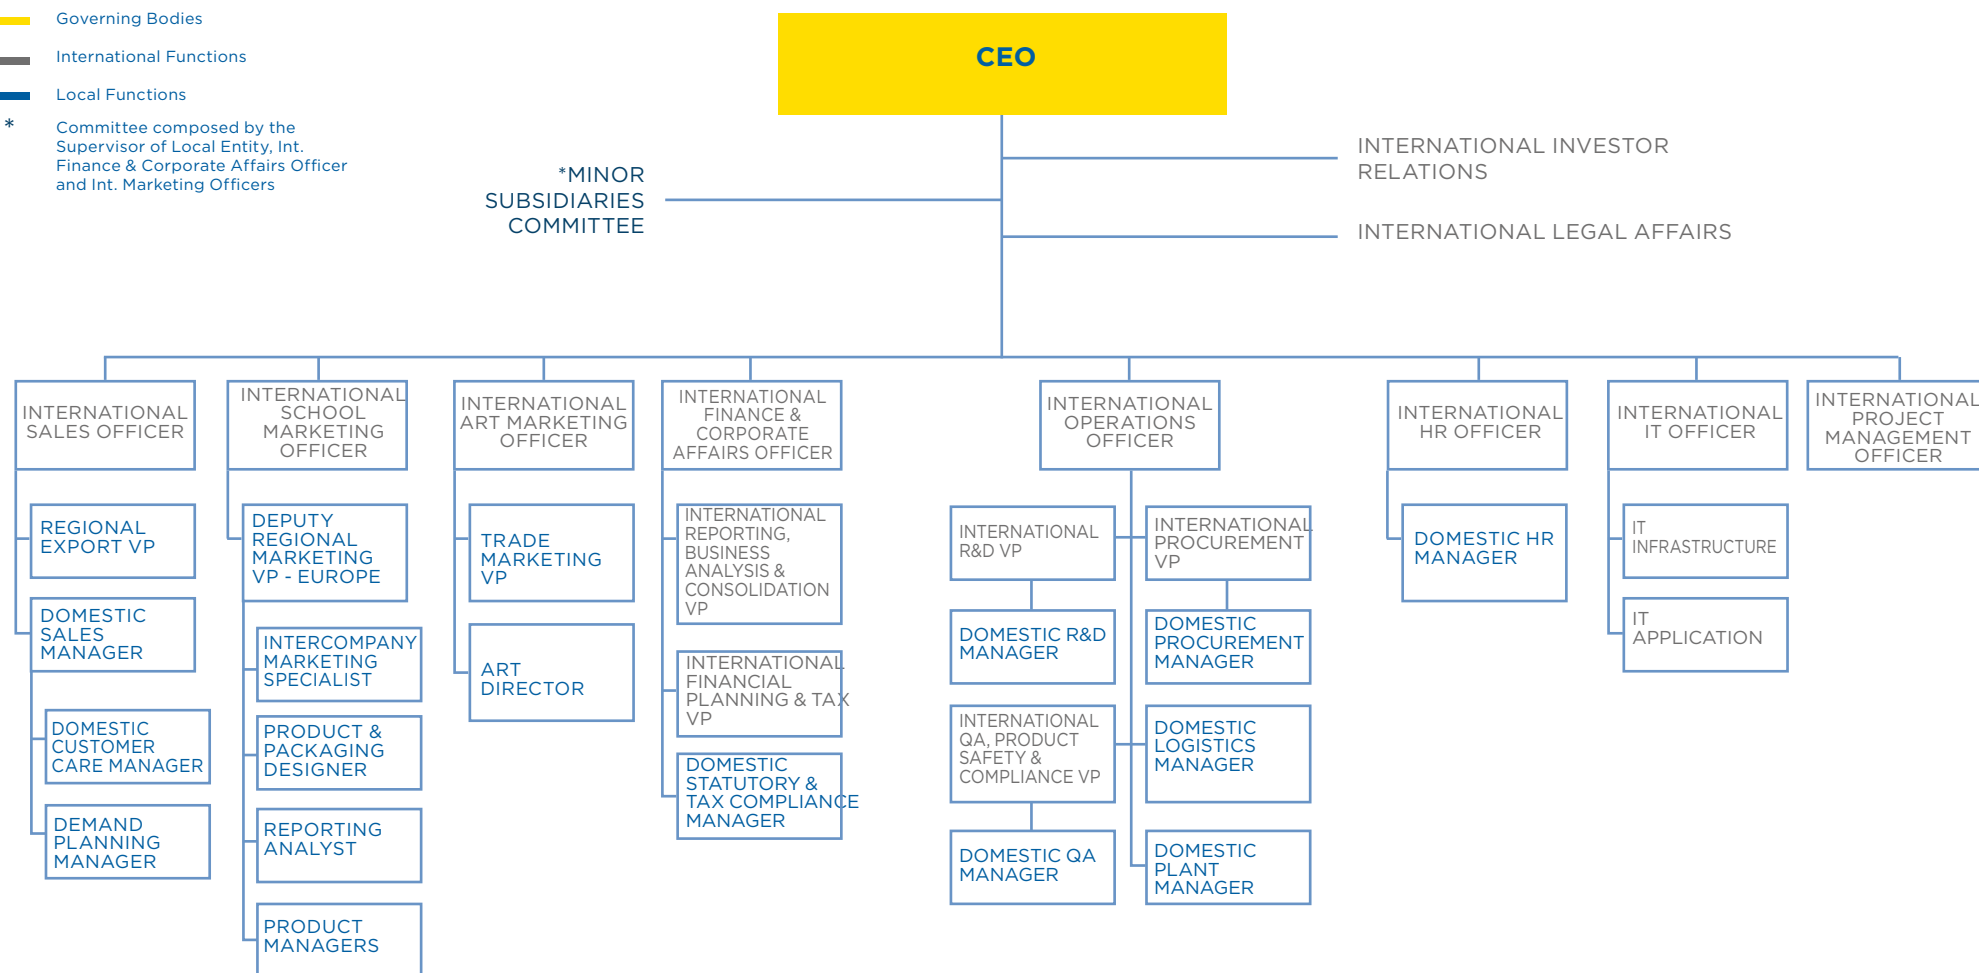 Governing Bodies
International Functions
Local Functions
*
Committee composed by the
Supervisor of Local Entity, Int.
Finance & Corporate Affairs Officer
and Int. Marketing Officers
CEO
*MINOR
SUBSIDIARIES
COMMITTEE
INTERNATIONAL INVESTOR
RELATIONS
INTERNATIONAL LEGAL AFFAIRS
INTERNATIONAL
SALES OFFICER
INTERNATIONAL
SCHOOL
MARKETING
OFFICER
INTERNATIONAL
ART MARKETING
OFFICER
INTERNATIONAL
FINANCE &
CORPORATE
AFFAIRS OFFICER
INTERNATIONAL
OPERATIONS
OFFICER
INTERNATIONAL
HR OFFICER
INTERNATIONAL
IT OFFICER
INTERNATIONAL
PROJECT
MANAGEMENT
OFFICER
REGIONAL
EXPORT VP
DOMESTIC
SALES
MANAGER
DOMESTIC
CUSTOMER
CARE MANAGER
DEMAND
PLANNING
MANAGER
DEPUTY
REGIONAL
MARKETING
VP - EUROPE
INTERCOMPANY
MARKETING
SPECIALIST
PRODUCT &
PACKAGING
DESIGNER
REPORTING
ANALYST
PRODUCT
MANAGERS
TRADE
MARKETING
VP
ART
DIRECTOR
INTERNATIONAL
REPORTING,
BUSINESS
ANALYSIS &
CONSOLIDATION
VP
INTERNATIONAL
FINANCIAL
PLANNING & TAX
VP
DOMESTIC
STATUTORY &
TAX COMPLIANCE
MANAGER
INTERNATIONAL
R&D VP
DOMESTIC R&D
MANAGER
INTERNATIONAL
QA, PRODUCT
SAFETY &
COMPLIANCE VP
DOMESTIC QA
MANAGER
INTERNATIONAL
PROCUREMENT
VP
DOMESTIC
PROCUREMENT
MANAGER
DOMESTIC
LOGISTICS
MANAGER
DOMESTIC
PLANT
MANAGER
DOMESTIC HR
MANAGER
IT
INFRASTRUCTURE
IT
APPLICATION